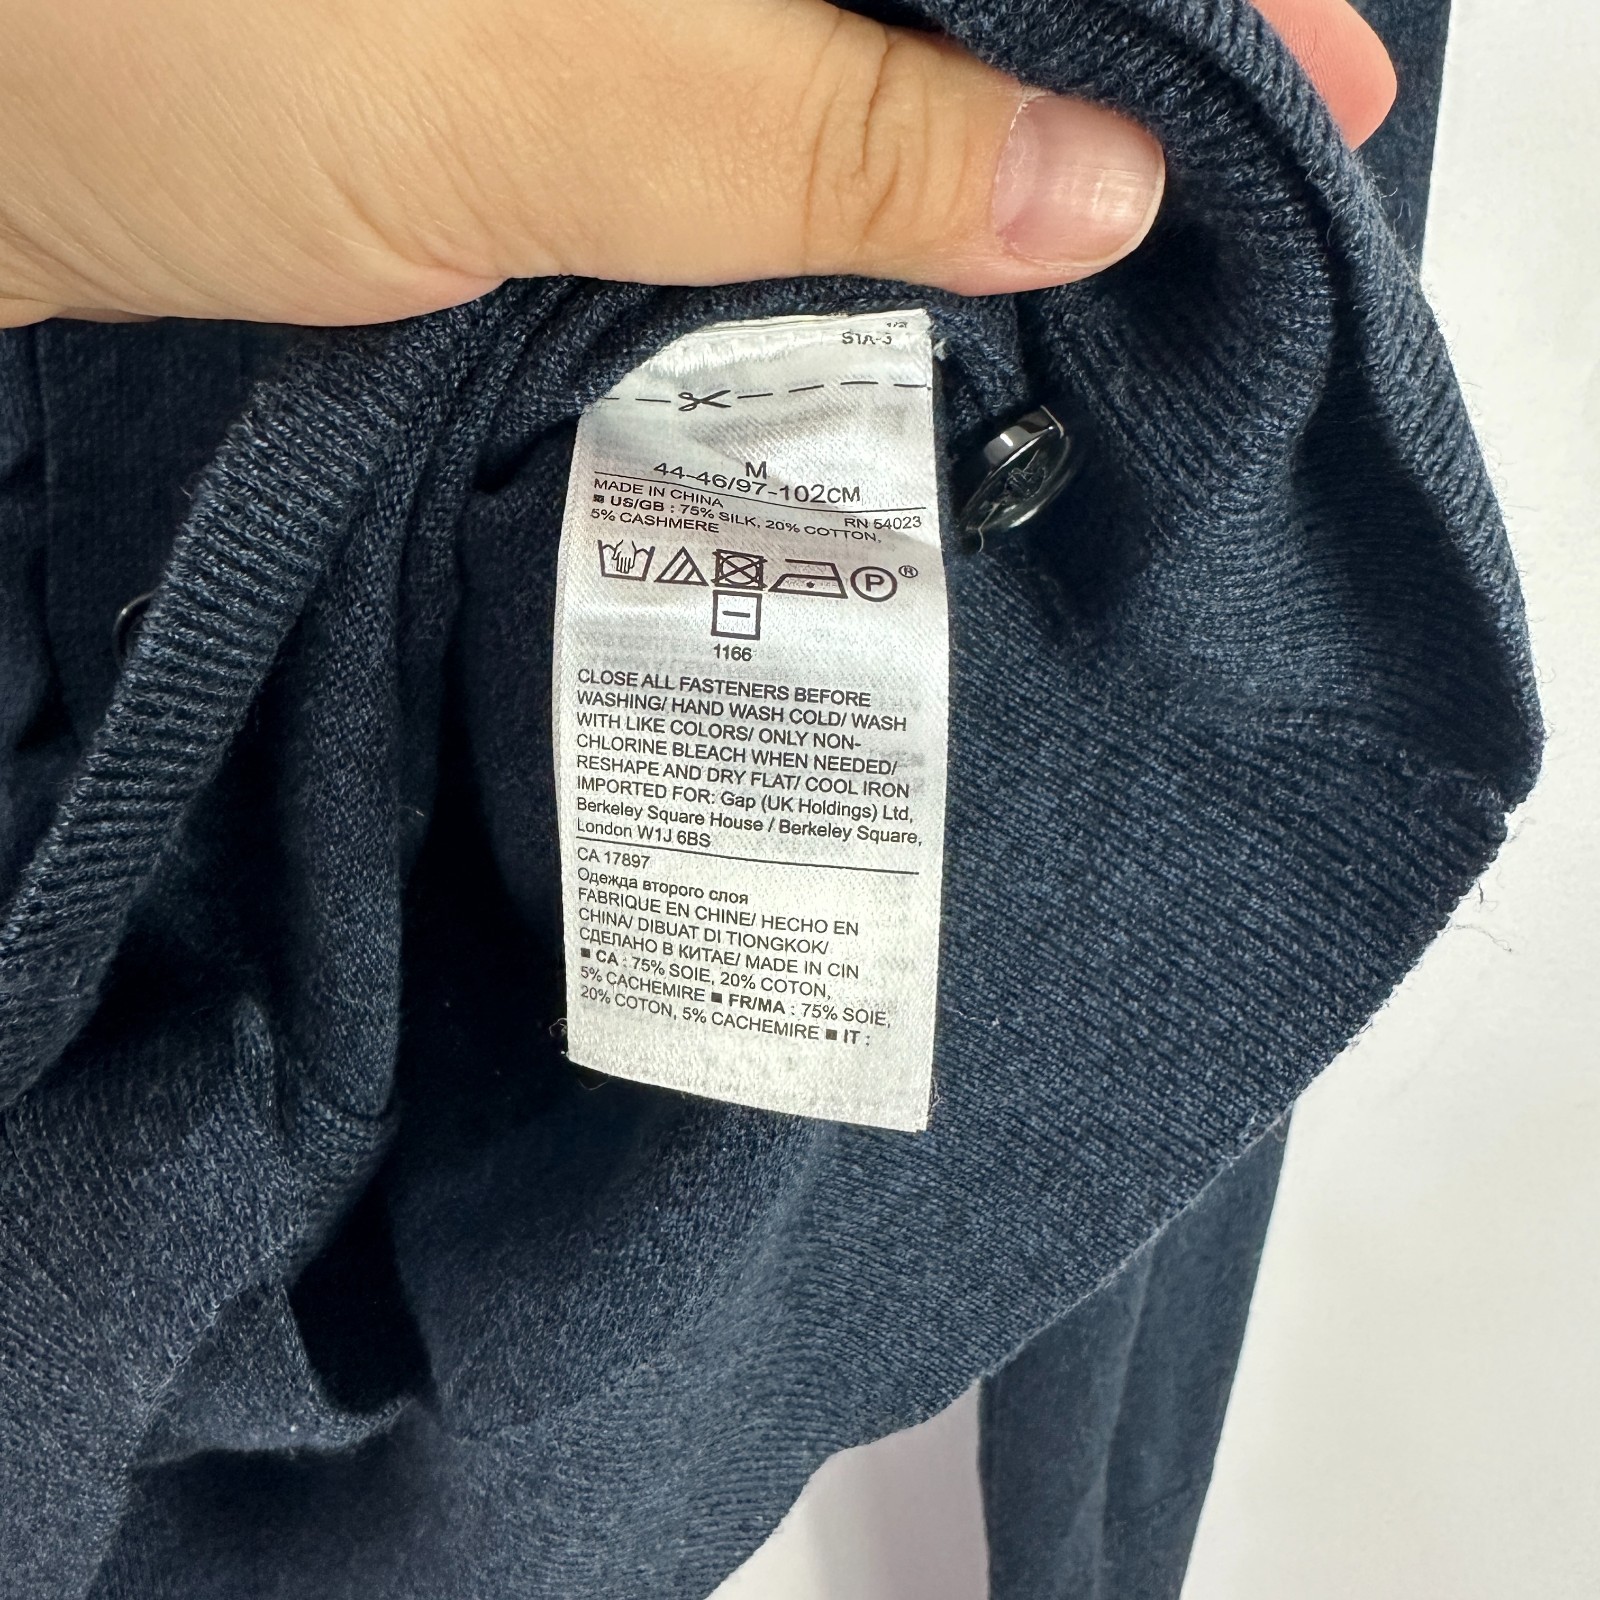 1/2
STA-3
M
44-46/97-102CM
MADE IN CHINA
RN 54023
US/GB : 75% SILK, 20% COTTON,
5% CASHMERE
P ®
1166
CLOSE ALL FASTENERS BEFORE
WASHING/ HAND WASH COLD/ WASH
WITH LIKE COLORS/ ONLY NON-
CHLORINE BLEACH WHEN NEEDED/
RESHAPE AND DRY FLAT/ COOL IRON
IMPORTED FOR: Gap (UK Holdings) Ltd,
Berkeley Square House / Berkeley Square,
London W1J 6BS
CA 17897
Одежда второго слоя
FABRIQUE EN CHINE/ HECHO EN
CHINA/ DIBUAT DI TIONGKOK/
СДЕЛАНО В КИТАЕ/ MADE IN CIN
■ CA : 75% SOIE, 20% COTON,
5% CACHEMIRE ■ FR/MA : 75% SOIE,
20% COTON, 5% CACHEMIRE ■ IT :